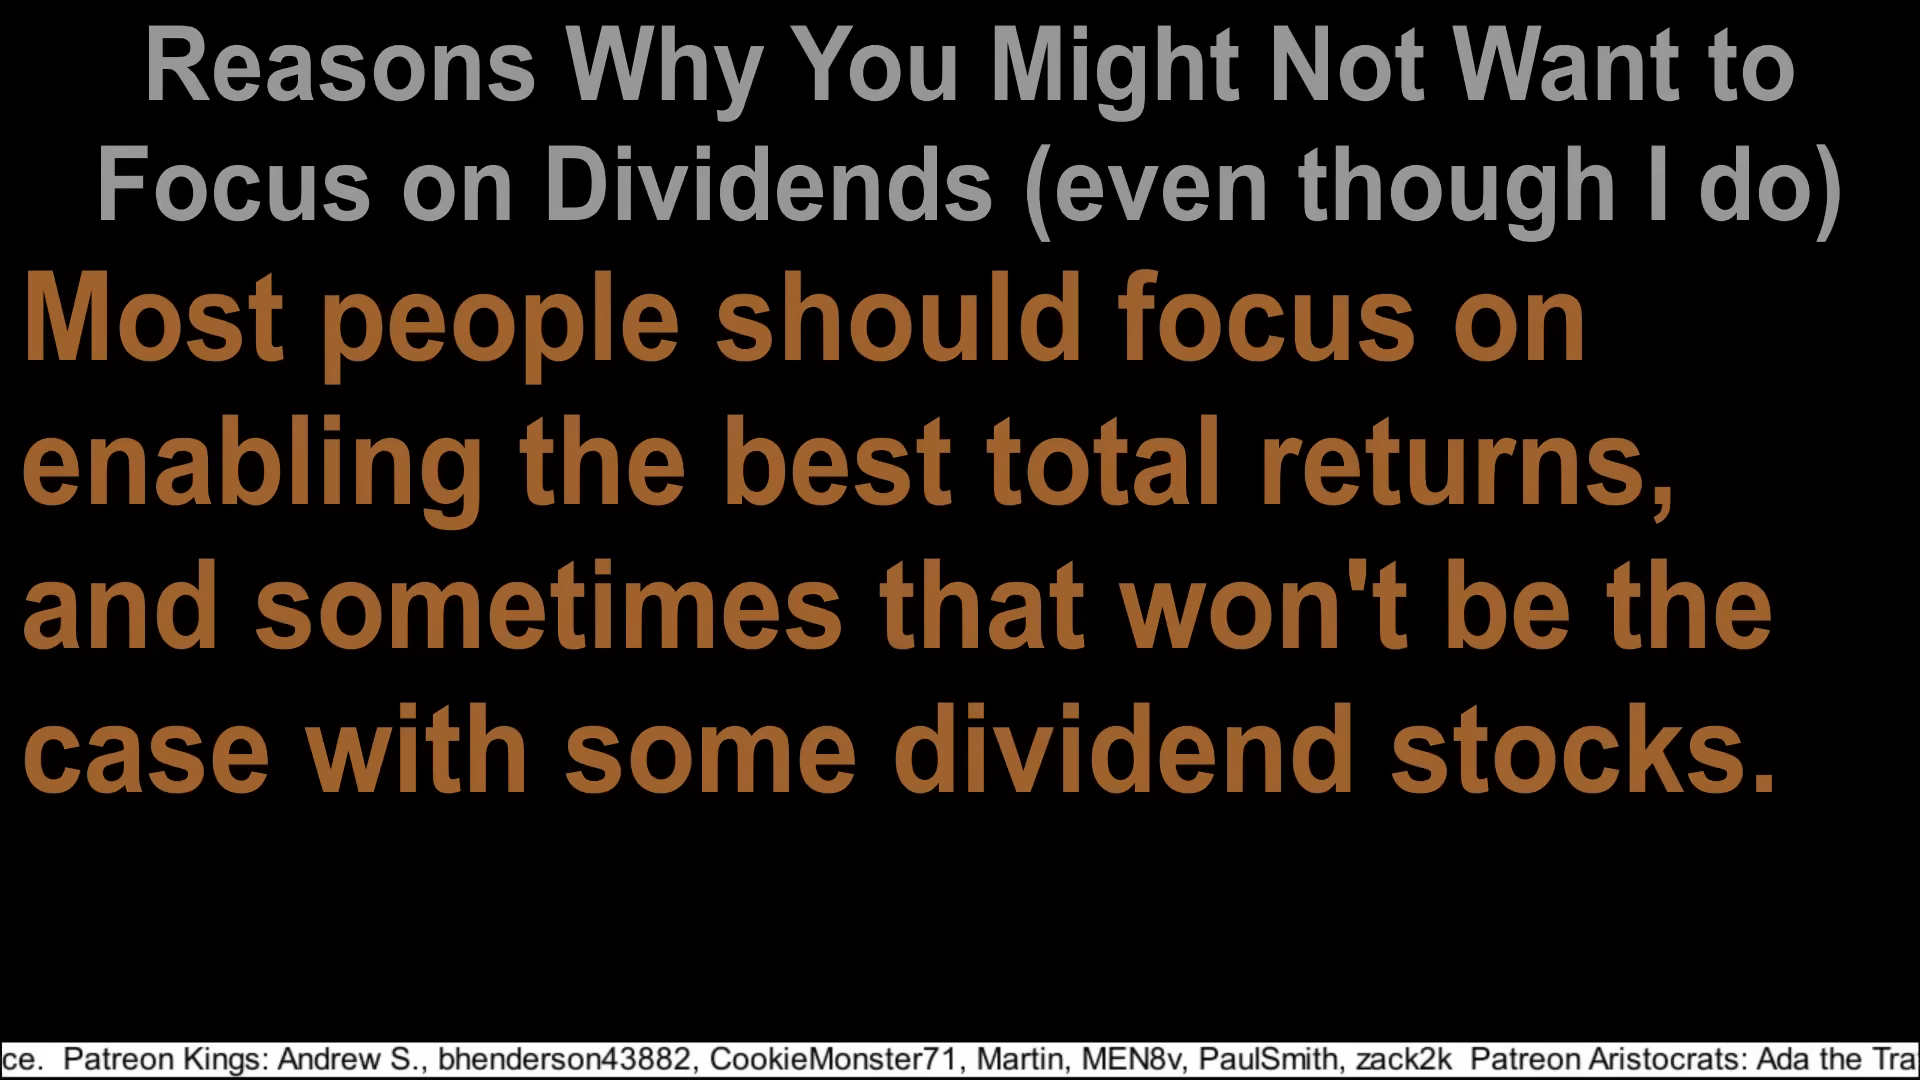 Reasons Why You Might Not Want to
Focus on Dividends (even though I do)
Most people should focus on
enabling the best total returns,
and sometimes that won't be the
case with some dividend stocks.
ce. Patreon Kings: Andrew S., bhenderson43882, CookieMonster71, Martin, MEN8v, PaulSmith, zack2k Patreon Aristocrats: Ada the Tra